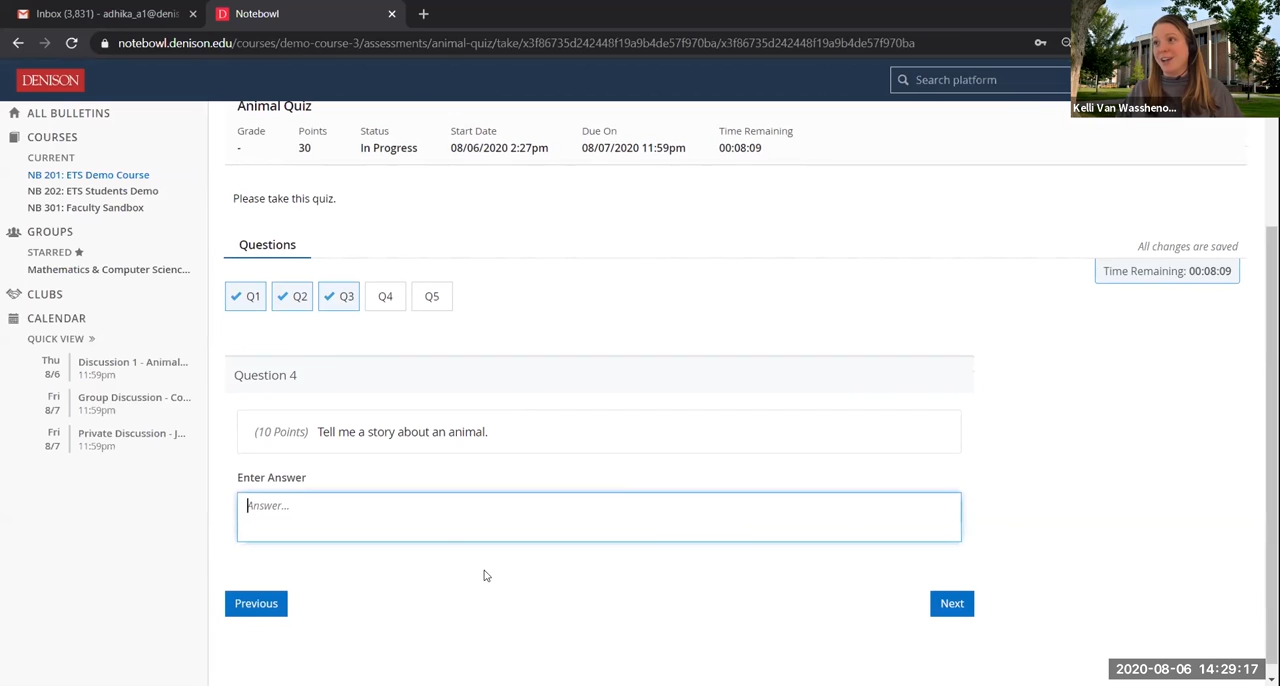 Inbox (3,831) - adhika_a1@denis
Notebowl
notebowl.denison.edu/courses/demo-course-3/assessments/animal-quiz/take/x3f86735d242448f19a9b4de57f970ba/x3f86735d242448f19a9b4de57f970ba
DENISON
Search platform
Kelli Van Wassheno...
ALL BULLETINS
COURSES
CURRENT
NB 201: ETS Demo Course
NB 202: ETS Students Demo
NB 301: Faculty Sandbox
GROUPS
STARRED
Mathematics & Computer Scienc...
CLUBS
CALENDAR
QUICK VIEW »
Thu Discussion 1 - Animal...
8/6 11:59pm
Fri Group Discussion - Co...
8/7 11:59pm
Fri Private Discussion - J...
8/7 11:59pm
Animal Quiz
Grade Points Status Start Date Due On Time Remaining
- 30 In Progress 08/06/2020 2:27pm 08/07/2020 11:59pm 00:08:09
Please take this quiz.
Questions
All changes are saved
Time Remaining: 00:08:09
Q1 Q2 Q3 Q4 Q5
Question 4
(10 Points) Tell me a story about an animal.
Enter Answer
Answer...
Previous
Next
2020-08-06 14:29:17